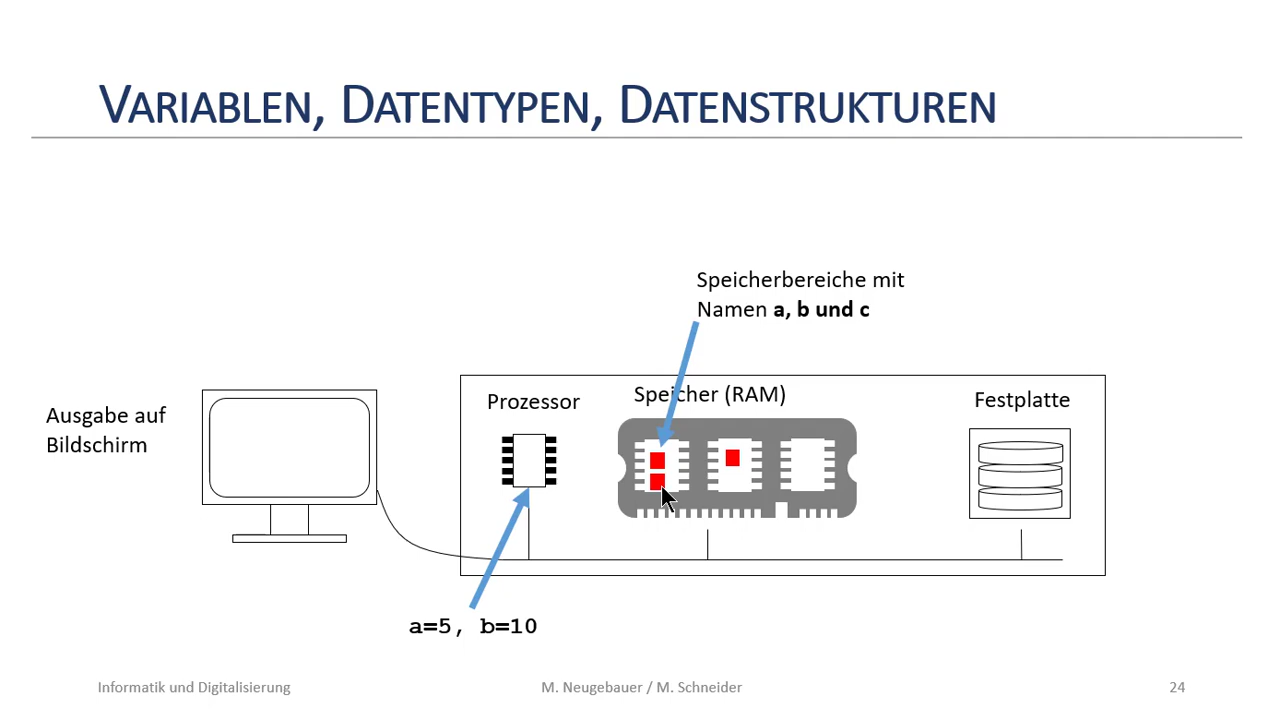 VARIABLEN, DATENTYPEN, DATENSTRUKTUREN
Speicherbereiche mit
Namen a, b und c
Ausgabe auf
Bildschirm
Prozessor
Speicher (RAM)
Festplatte
a=5, b=10
Informatik und Digitalisierung
M. Neugebauer / M. Schneider
24